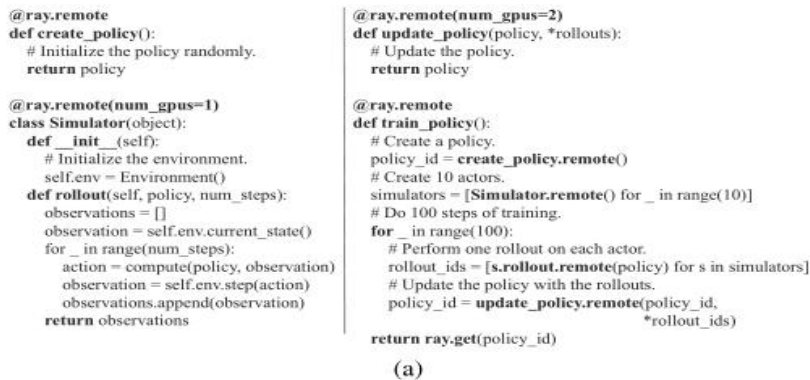 @ray.remote
def create_policy():
# Initialize the policy randomly.
return policy
@ray.remote(num_gpus=1)
class Simulator(object):
def __init__(self):
# Initialize the environment.
self.env = Environment()
def rollout(self, policy, num_steps):
observations = []
observation = self.env.current_state()
for _ in range(num_steps):
action = compute(policy, observation)
observation = self.env.step(action)
observations.append(observation)
return observations
@ray.remote(num_gpus=2)
def update_policy(policy, *rollouts):
# Update the policy.
return policy
@ray.remote
def train_policy():
# Create a policy.
policy_id = create_policy.remote()
# Create 10 actors.
simulators = [Simulator.remote() for _ in range(10)]
# Do 100 steps of training.
for _ in range(100):
# Perform one rollout on each actor.
rollout_ids = [s.rollout.remote(policy) for s in simulators]
# Update the policy with the rollouts.
policy_id = update_policy.remote(policy_id,
*rollout_ids)
return ray.get(policy_id)
(a)